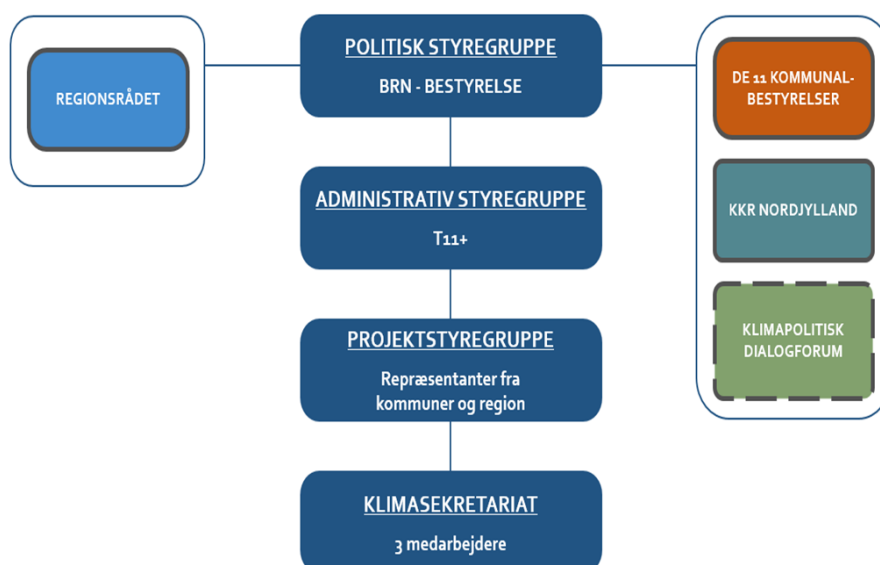 REGIONSRÅDET
POLITISK STYREGRUPPE
BRN - BESTYRELSE
ADMINISTRATIV STYREGRUPPE
T11+
PROJEKTSTYREGRUPPE
Repræsentanter fra
kommuner og region
KLIMASEKRETARIAT
3 medarbejdere
DE 11 KOMMUNAL-
BESTYRELSER
KKR NORDJYLLAND
KLIMAPOLITISK
DIALOGFORUM